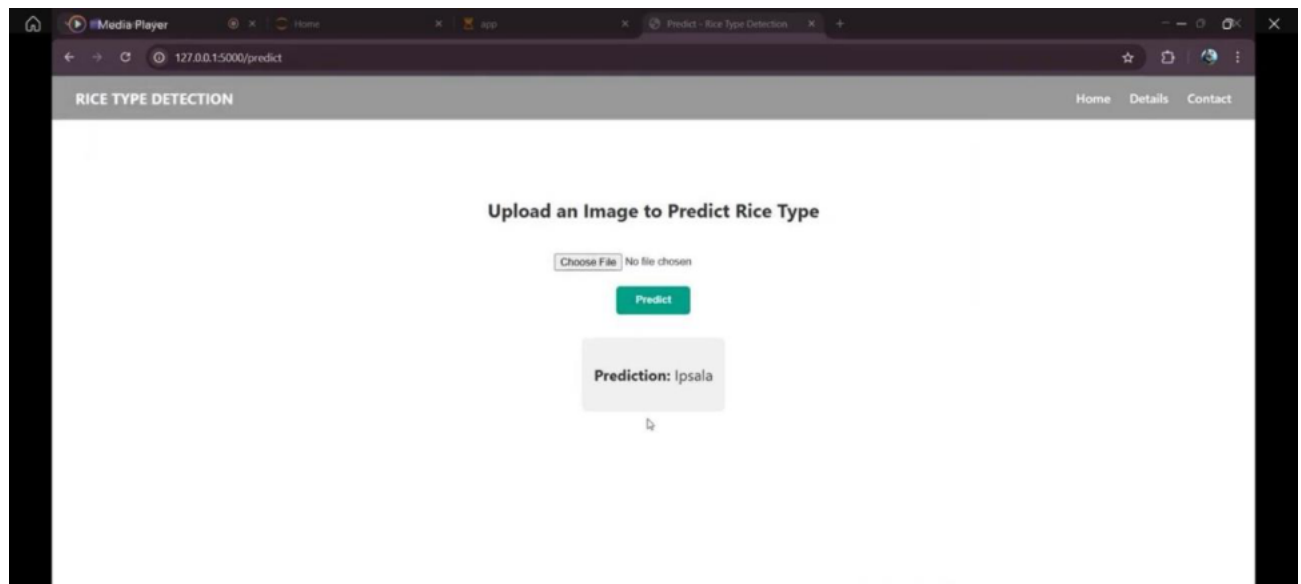 Media Player
Home
app
Predict - Rice Type Detection
127.0.0.1:5000/predict
RICE TYPE DETECTION
Home Details Contact
Upload an Image to Predict Rice Type
Choose File No file chosen
Predict
Prediction: Ipsala